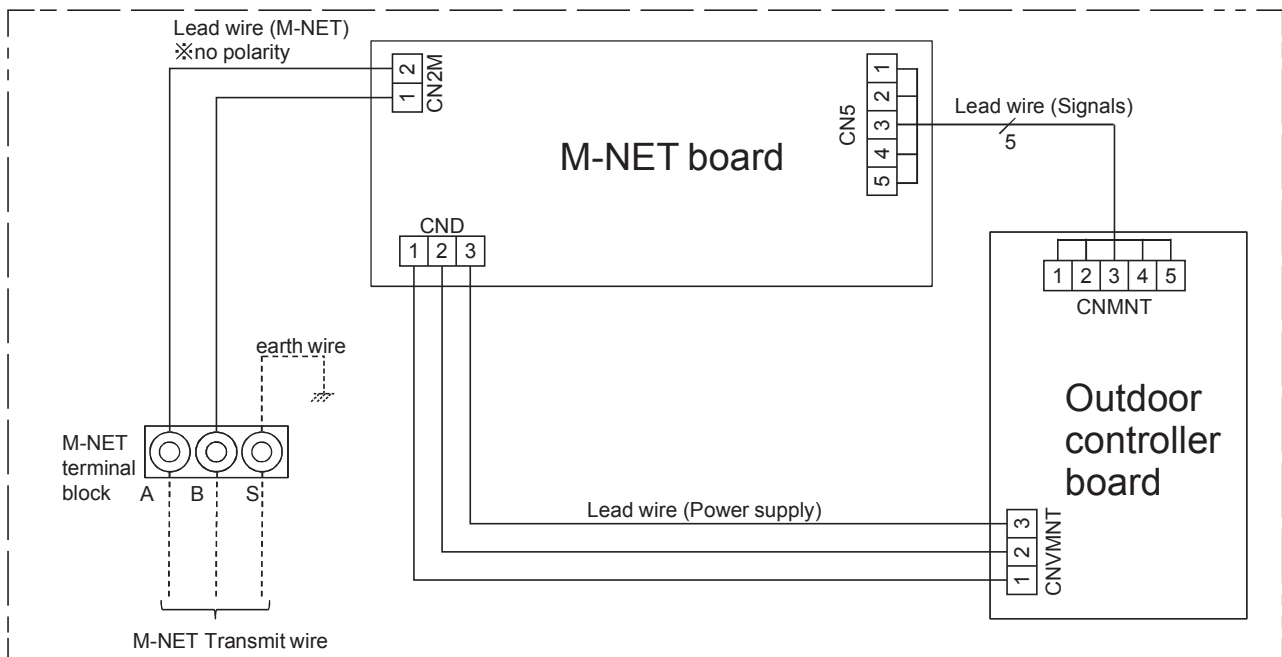 Lead wire (M-NET)
※no polarity
2
1
CN2M
M-NET board
CN5
1
2
3
4
5
Lead wire (Signals)
5
CND
1 2 3
1 2 3 4 5
CNMNT
earth wire
M-NET
terminal
block
A B S
Outdoor
controller
board
Lead wire (Power supply)
3
2
1
CNVMNT
M-NET Transmit wire